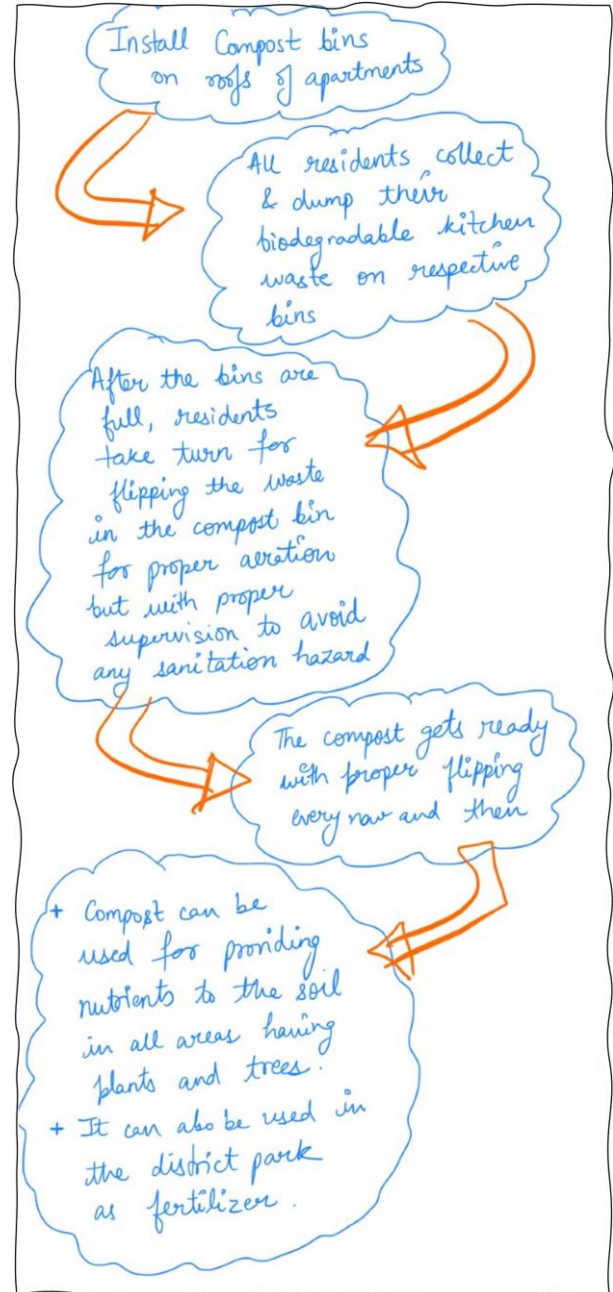 Install Compost bins
on roofs of apartments
All residents collect
& dump their
biodegradable kitchen
waste on respective
bins
After the bins are
full, residents
take turn for
flipping the waste
in the compost bin
for proper aeration
but with proper
supervision to avoid
any sanitation hazard
The compost gets ready
with proper flipping
every now and then
+ Compost can be
used for providing
nutrients to the soil
in all areas having
plants and trees.
+ It can also be used in
the district park
as fertilizer.